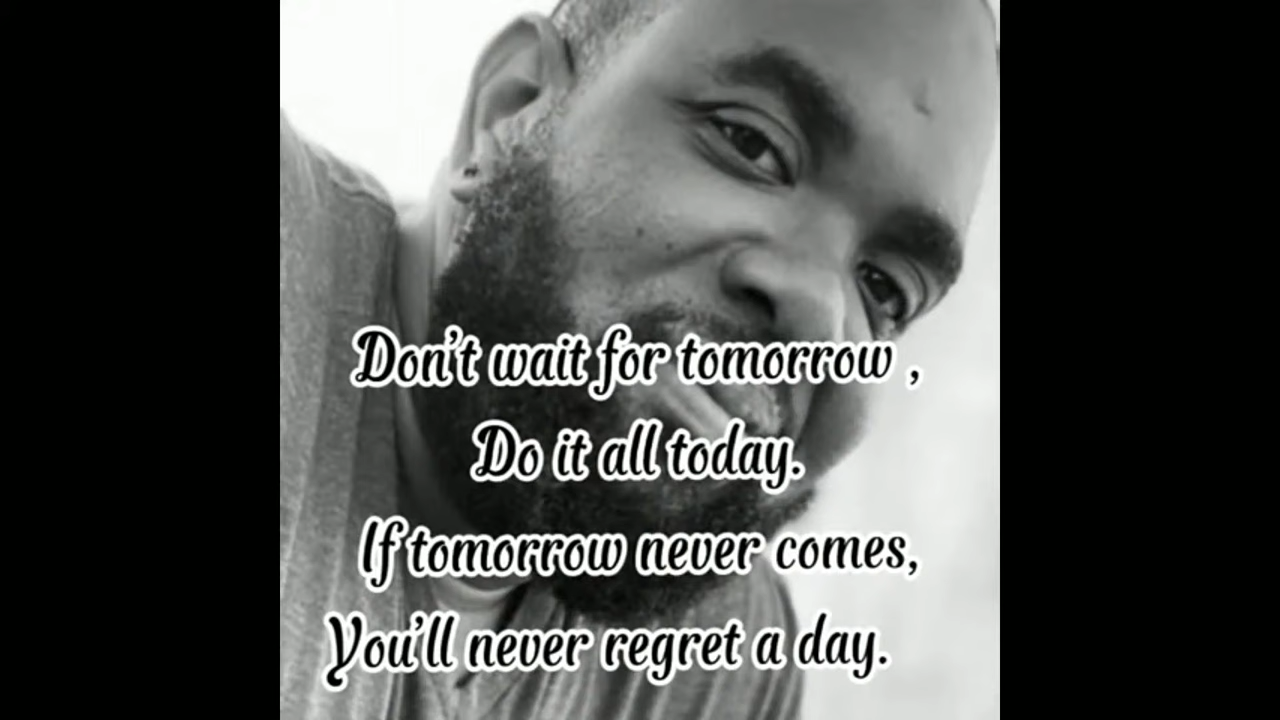 Don't wait for tomorrow ,
Do it all today.
If tomorrow never comes,
You'll never regret a day.